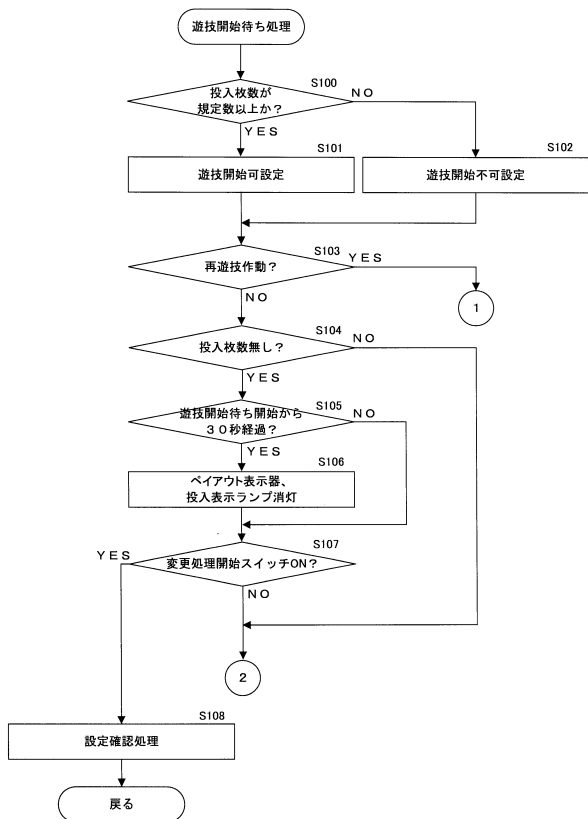 遊技開始待ち処理
S100
投入枚数が
規定数以上か？
NO
YES
S101
遊技開始可設定
S102
遊技開始不可設定
S103
再遊技作動？
YES
NO
1
S104
投入枚数無し？
NO
YES
S105
遊技開始待ち開始から
３０秒経過？
NO
YES
S106
ペイアウト表示器、
投入表示ランプ消灯
S107
変更処理開始スイッチON？
YES
NO
2
S108
設定確認処理
戻る